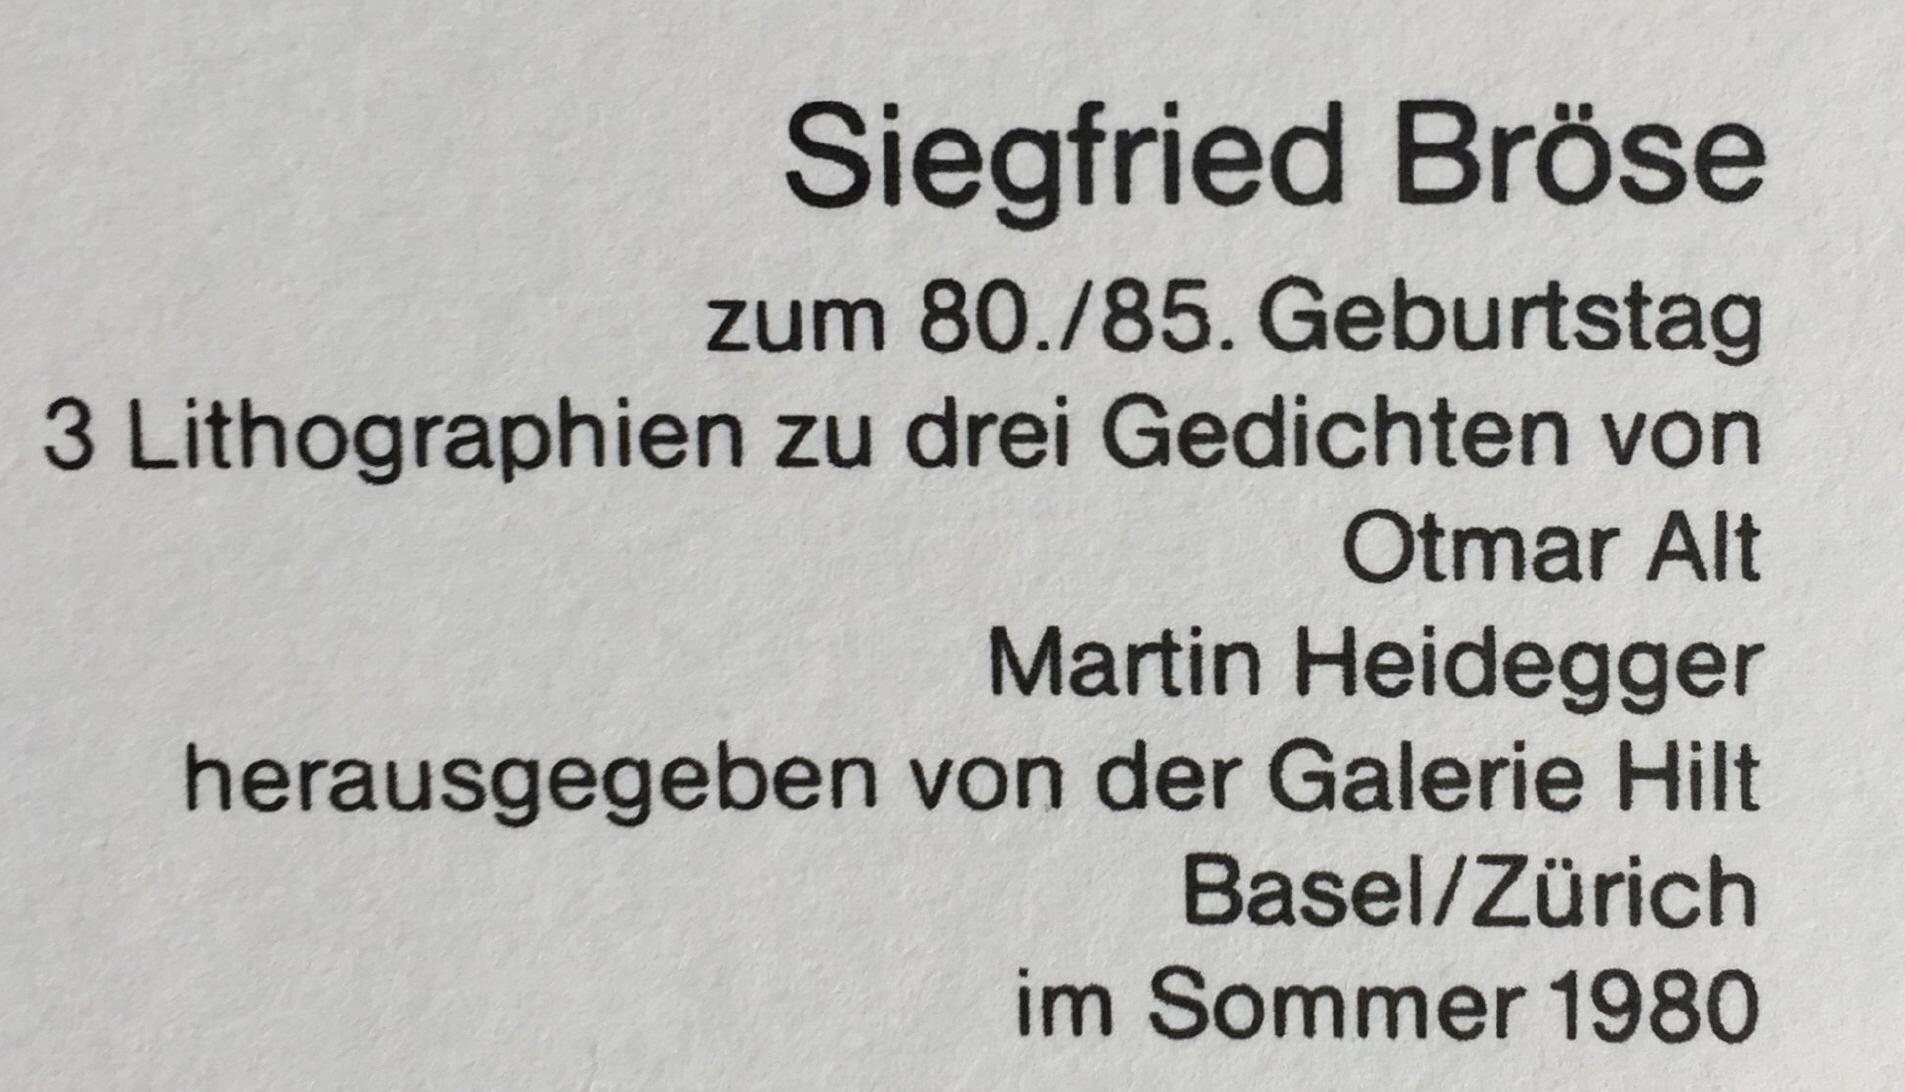 Siegfried Bröse
zum 80./85. Geburtstag
3 Lithographien zu drei Gedichten von
Otmar Alt
Martin Heidegger
herausgegeben von der Galerie Hilt
Basel/Zürich
im Sommer 1980